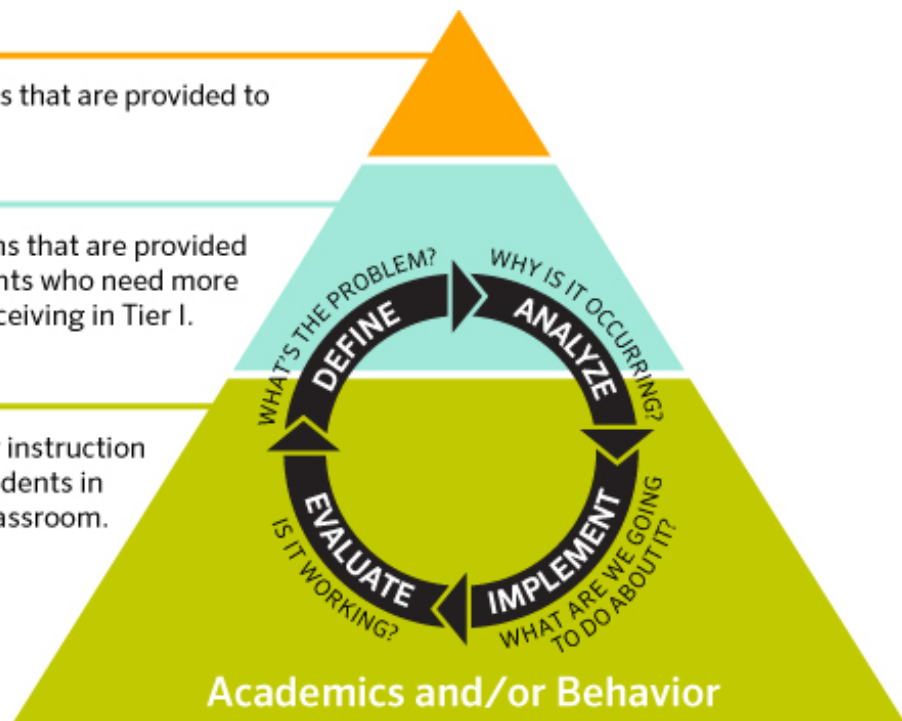 s that are provided to
ns that are provided
nts who need more
ceiving in Tier I.
instruction
dents in
assroom.
WHAT'S THE PROBLEM?
DEFINE
WHY IS IT OCCURRING?
ANALYZE
IMPLEMENT
WHAT ARE WE GOING
TO DO ABOUT IT?
EVALUATE
IS IT WORKING?
Academics and/or Behavior